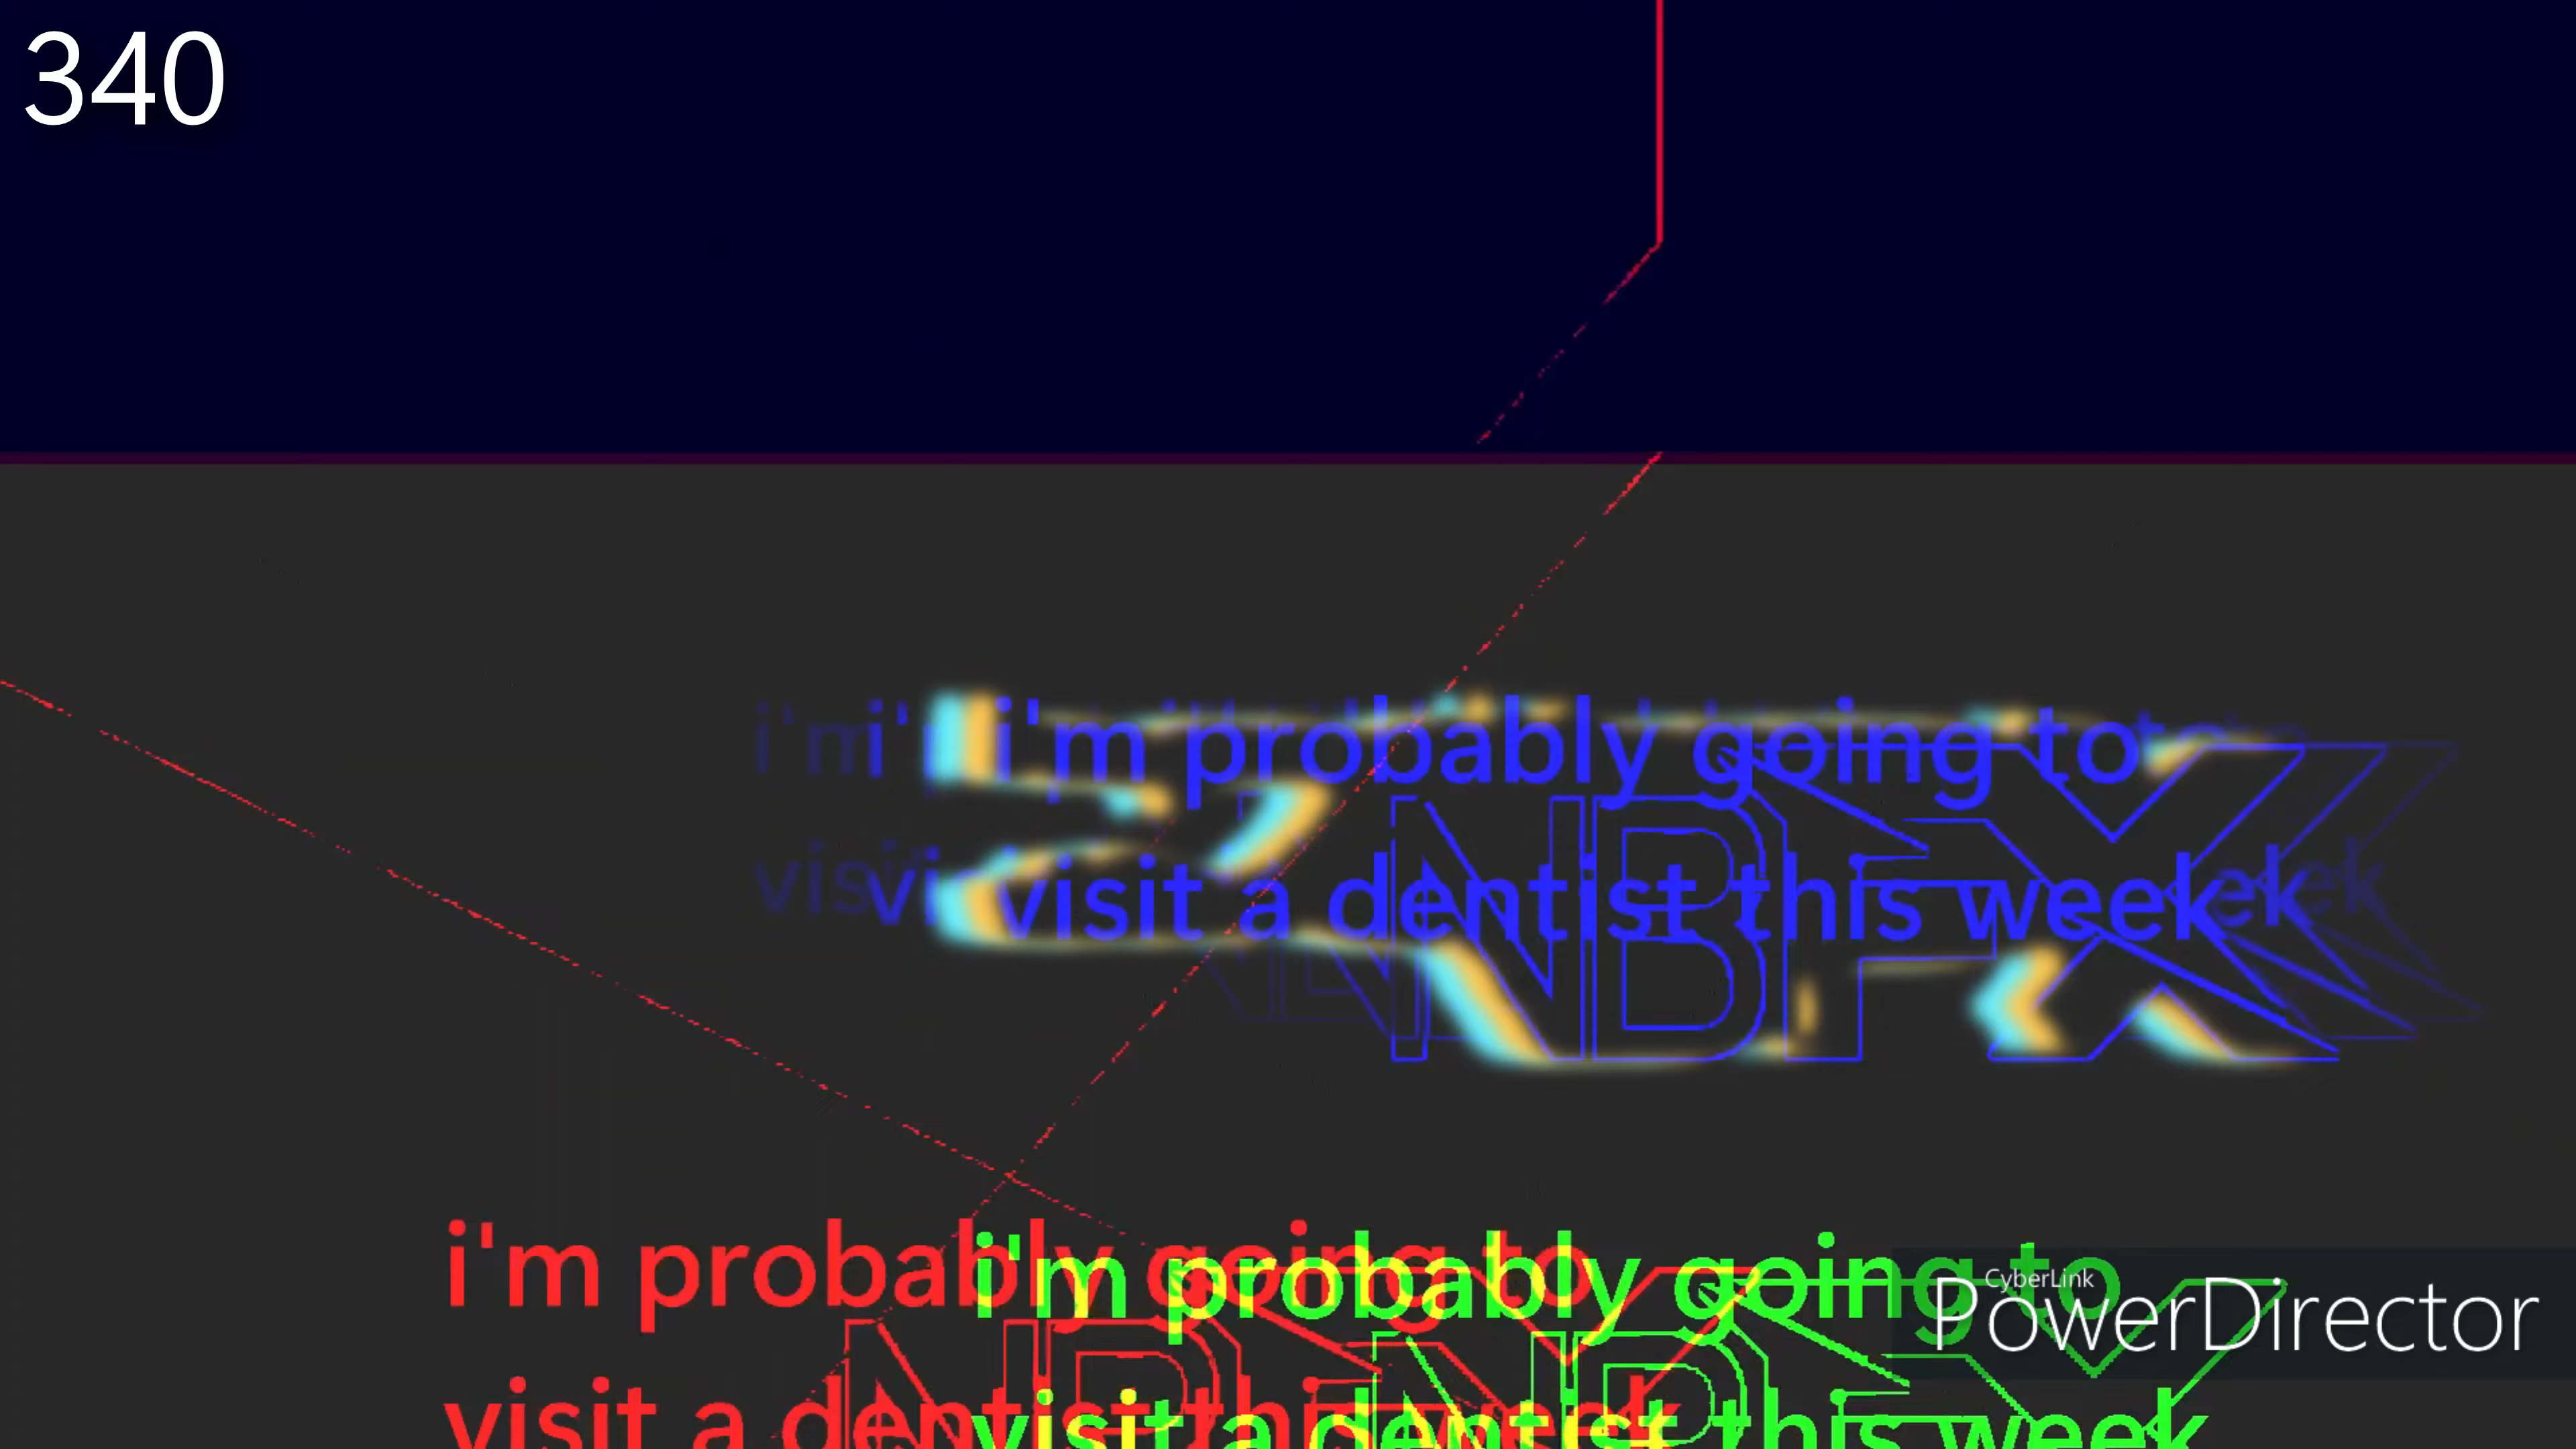 340
i'm probably going to
visit a dentist this week
NBFX
i'm probably going to
visit a dentist this week
i'm probably going to
visit a dentist this week
CyberLink
PowerDirector